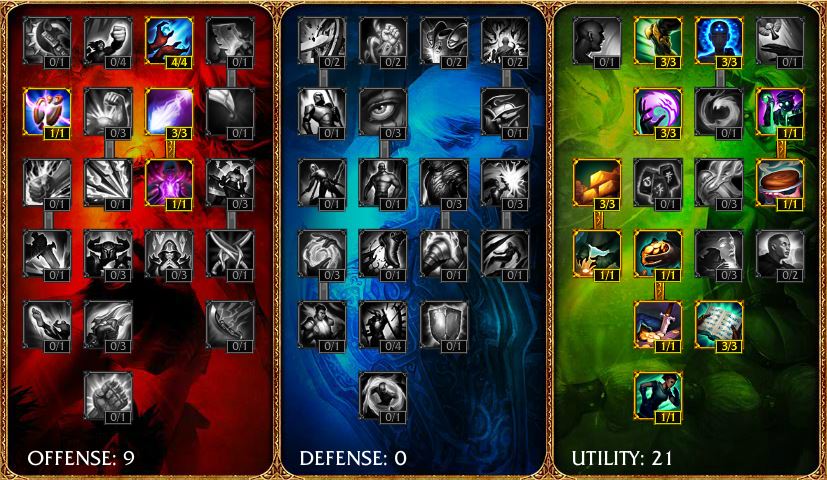 0/1 0/4 4/4 0/1
1/1 0/3 3/3 0/1
0/1 0/1 1/1 0/3
0/1 0/3 0/3 0/1
0/1 0/3 0/1
0/1
OFFENSE: 9
0/2 0/2 0/2 0/2
0/1 0/3 0/1
0/1 0/1 0/3 0/1
0/3 0/1 0/1 0/1
0/1 0/4 0/1
0/1
DEFENSE: 0
0/1 3/3 3/3 0/1
3/3 0/1 1/1
3/3 0/1 0/3 1/1
1/1 1/1 0/1 0/2
1/1 3/3
1/1
UTILITY: 21